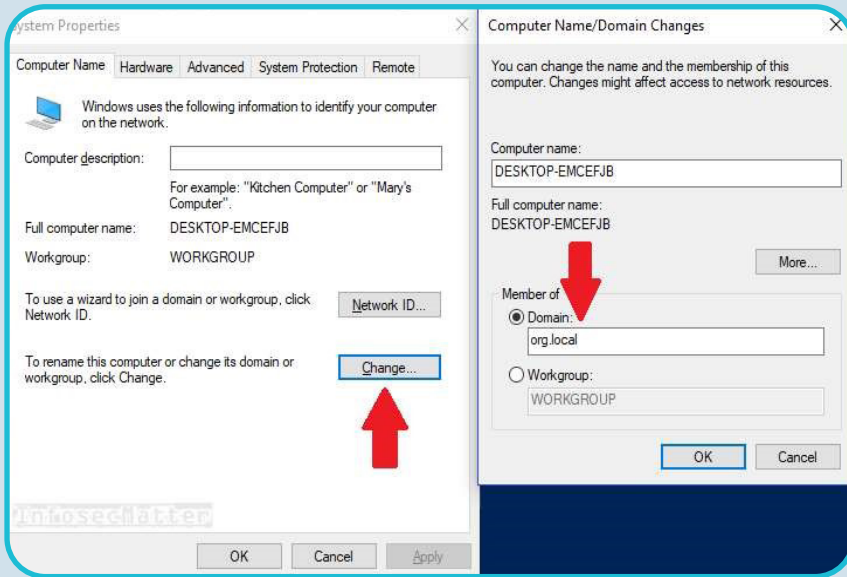 System Properties
Computer Name
Hardware
Advanced
System Protection
Remote
Windows uses the following information to identify your computer
on the network.
Computer description:
For example: "Kitchen Computer" or "Mary's
Computer".
Full computer name:
DESKTOP-EMCEFJB
Workgroup:
WORKGROUP
To use a wizard to join a domain or workgroup, click
Network ID.
Network ID...
To rename this computer or change its domain or
workgroup, click Change.
Change...
InfosecMatter
OK
Cancel
Apply
Computer Name/Domain Changes
You can change the name and the membership of this
computer. Changes might affect access to network resources.
Computer name:
DESKTOP-EMCEFJB
Full computer name:
DESKTOP-EMCEFJB
More...
Member of
Domain:
org.local
Workgroup:
WORKGROUP
OK
Cancel